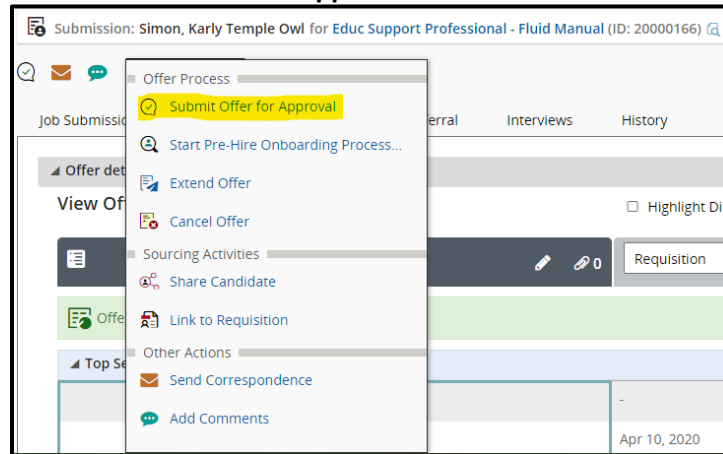 Submission: Simon, Karly Temple Owl for Educ Support Professional - Fluid Manual (ID: 20000166)
Offer Process
Submit Offer for Approval
Job Submissio erral Interviews History
Start Pre-Hire Onboarding Process...
Offer det
Extend Offer
View Of Highlight Di
Cancel Offer
Sourcing Activities
0 Requisition
Share Candidate
Offe Link to Requisition
Other Actions
Top Se
Send Correspondence
-
Add Comments
Apr 10, 2020